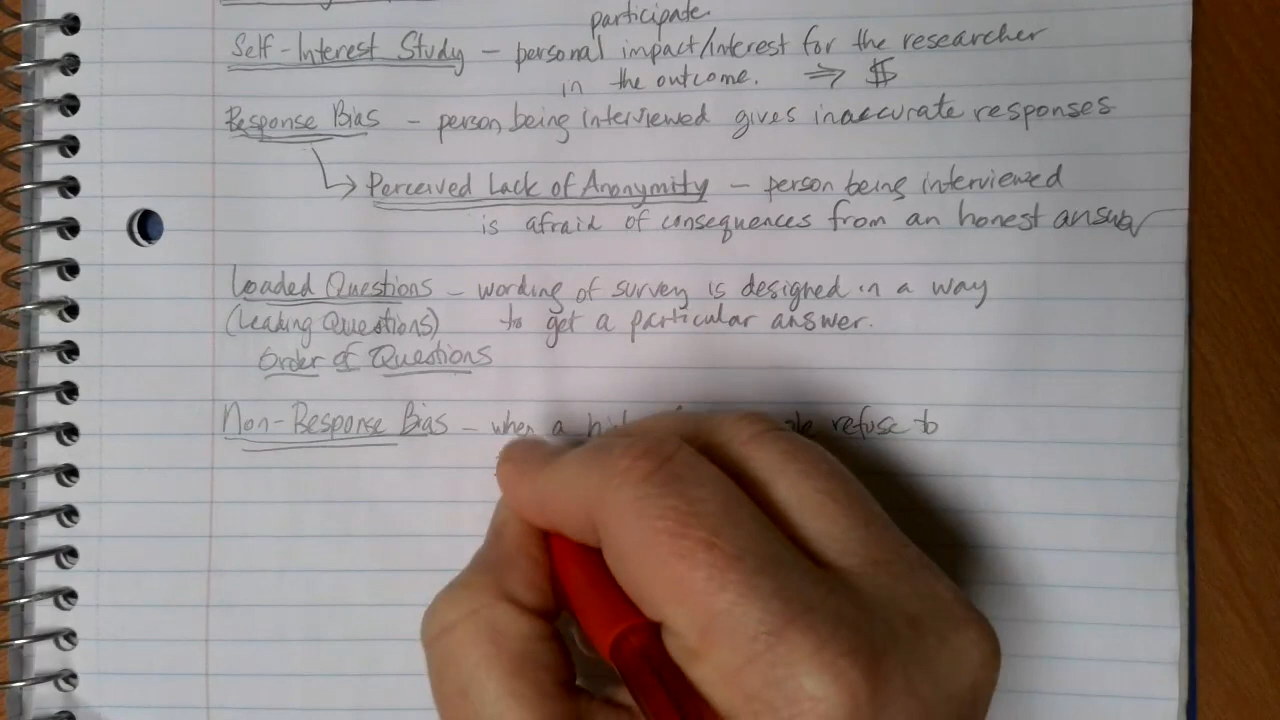 participate
Self-Interest Study – personal impact/interest for the researcher
in the outcome. ⇒ $
Response Bias – person being interviewed gives inaccurate responses
Perceived Lack of Anonymity – person being interviewed
is afraid of consequences from an honest answer
Loaded Questions – wording of survey is designed in a way
(Leading Questions) to get a particular answer.
Order of Questions
Non-Response Bias – when a refuse to